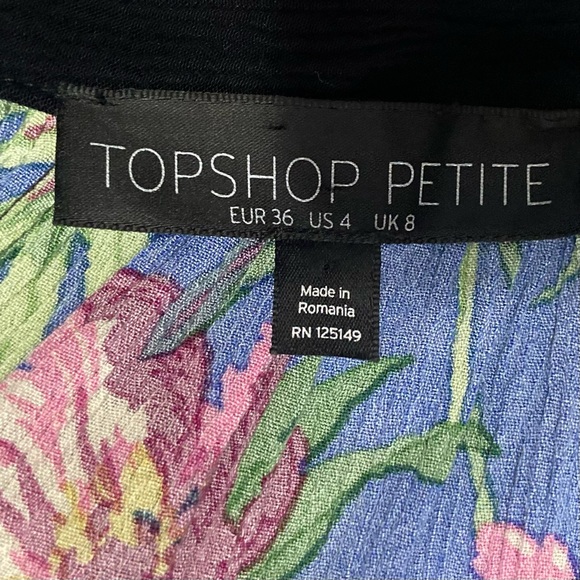 TOPSHOP PETITE
EUR 36 US 4 UK 8
Made in
Romania
RN 125149